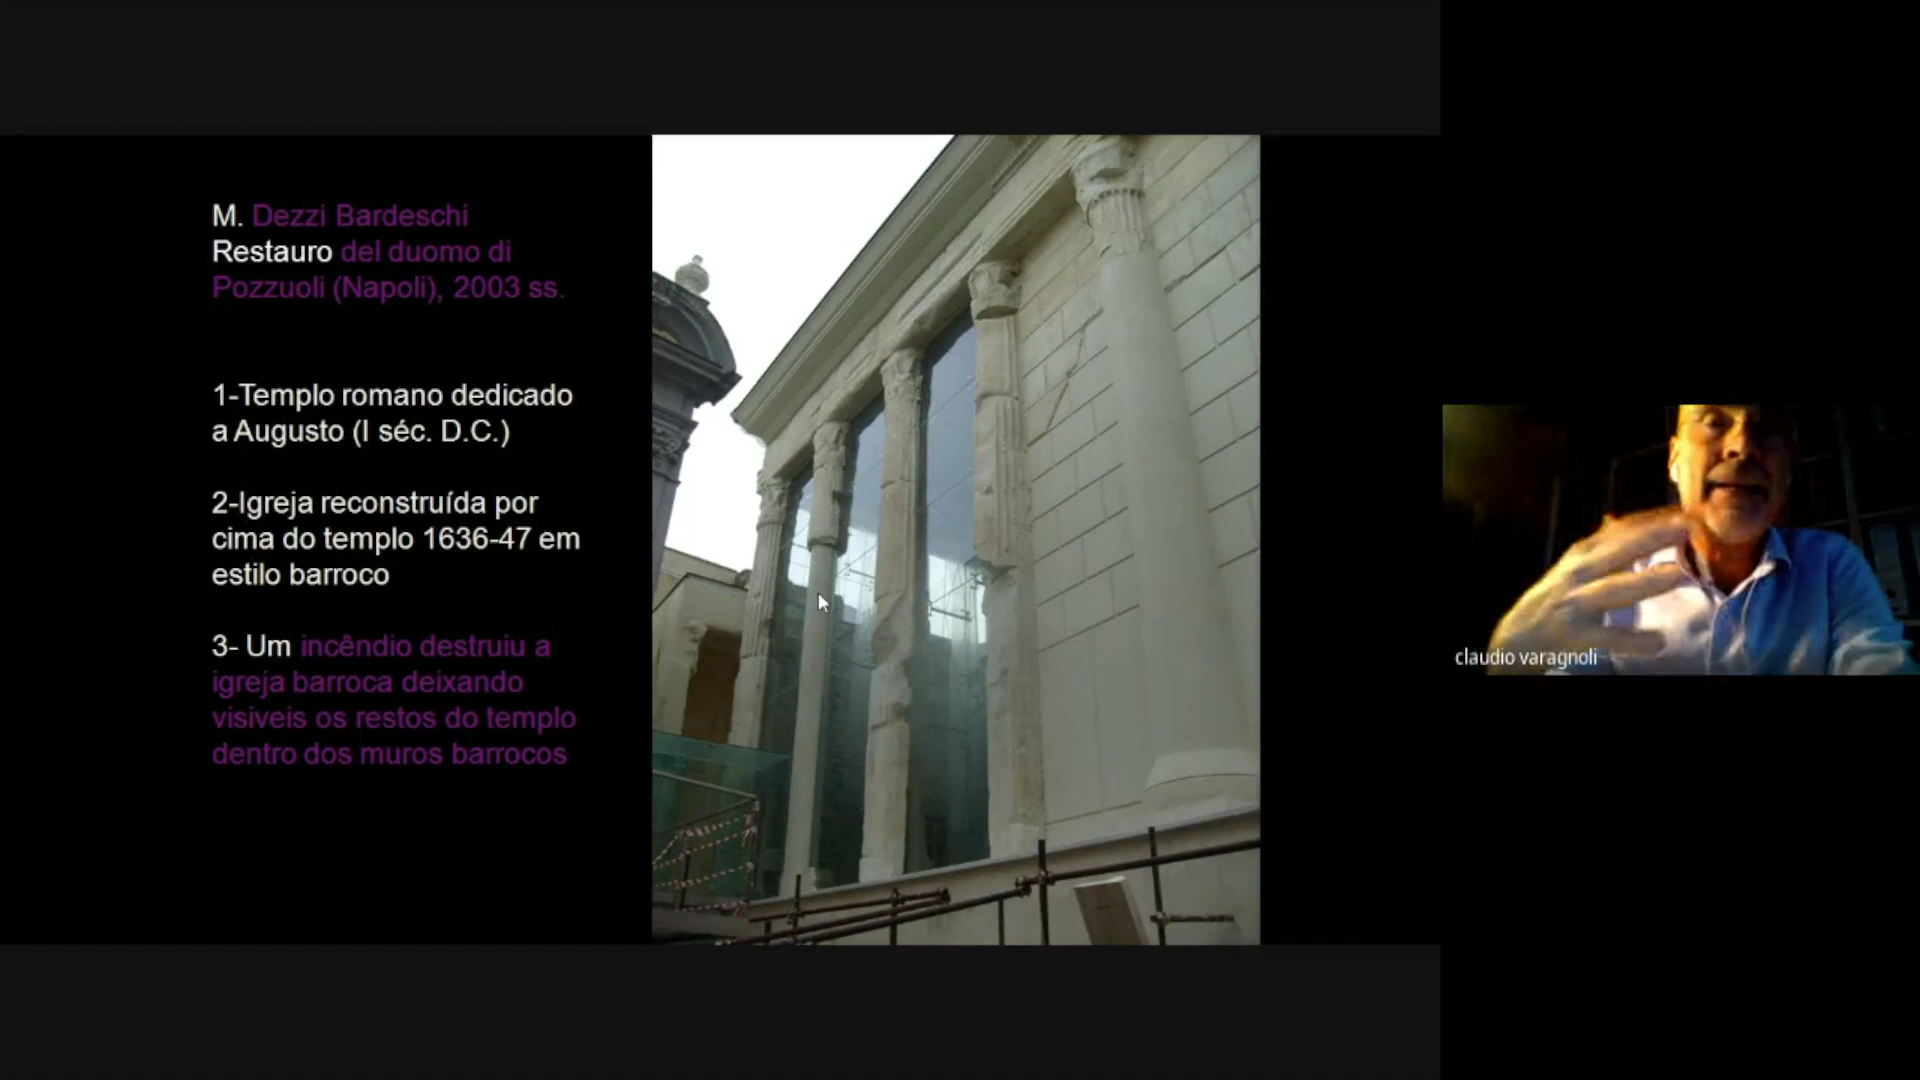 M. Dezzi Bardeschi
Restauro del duomo di
Pozzuoli (Napoli), 2003 ss.
1-Templo romano dedicado
a Augusto (I séc. D.C.)
2-Igreja reconstruída por
cima do templo 1636-47 em
estilo barroco
3- Um incêndio destruiu a
igreja barroca deixando
visiveis os restos do templo
dentro dos muros barrocos
claudio varagnoli